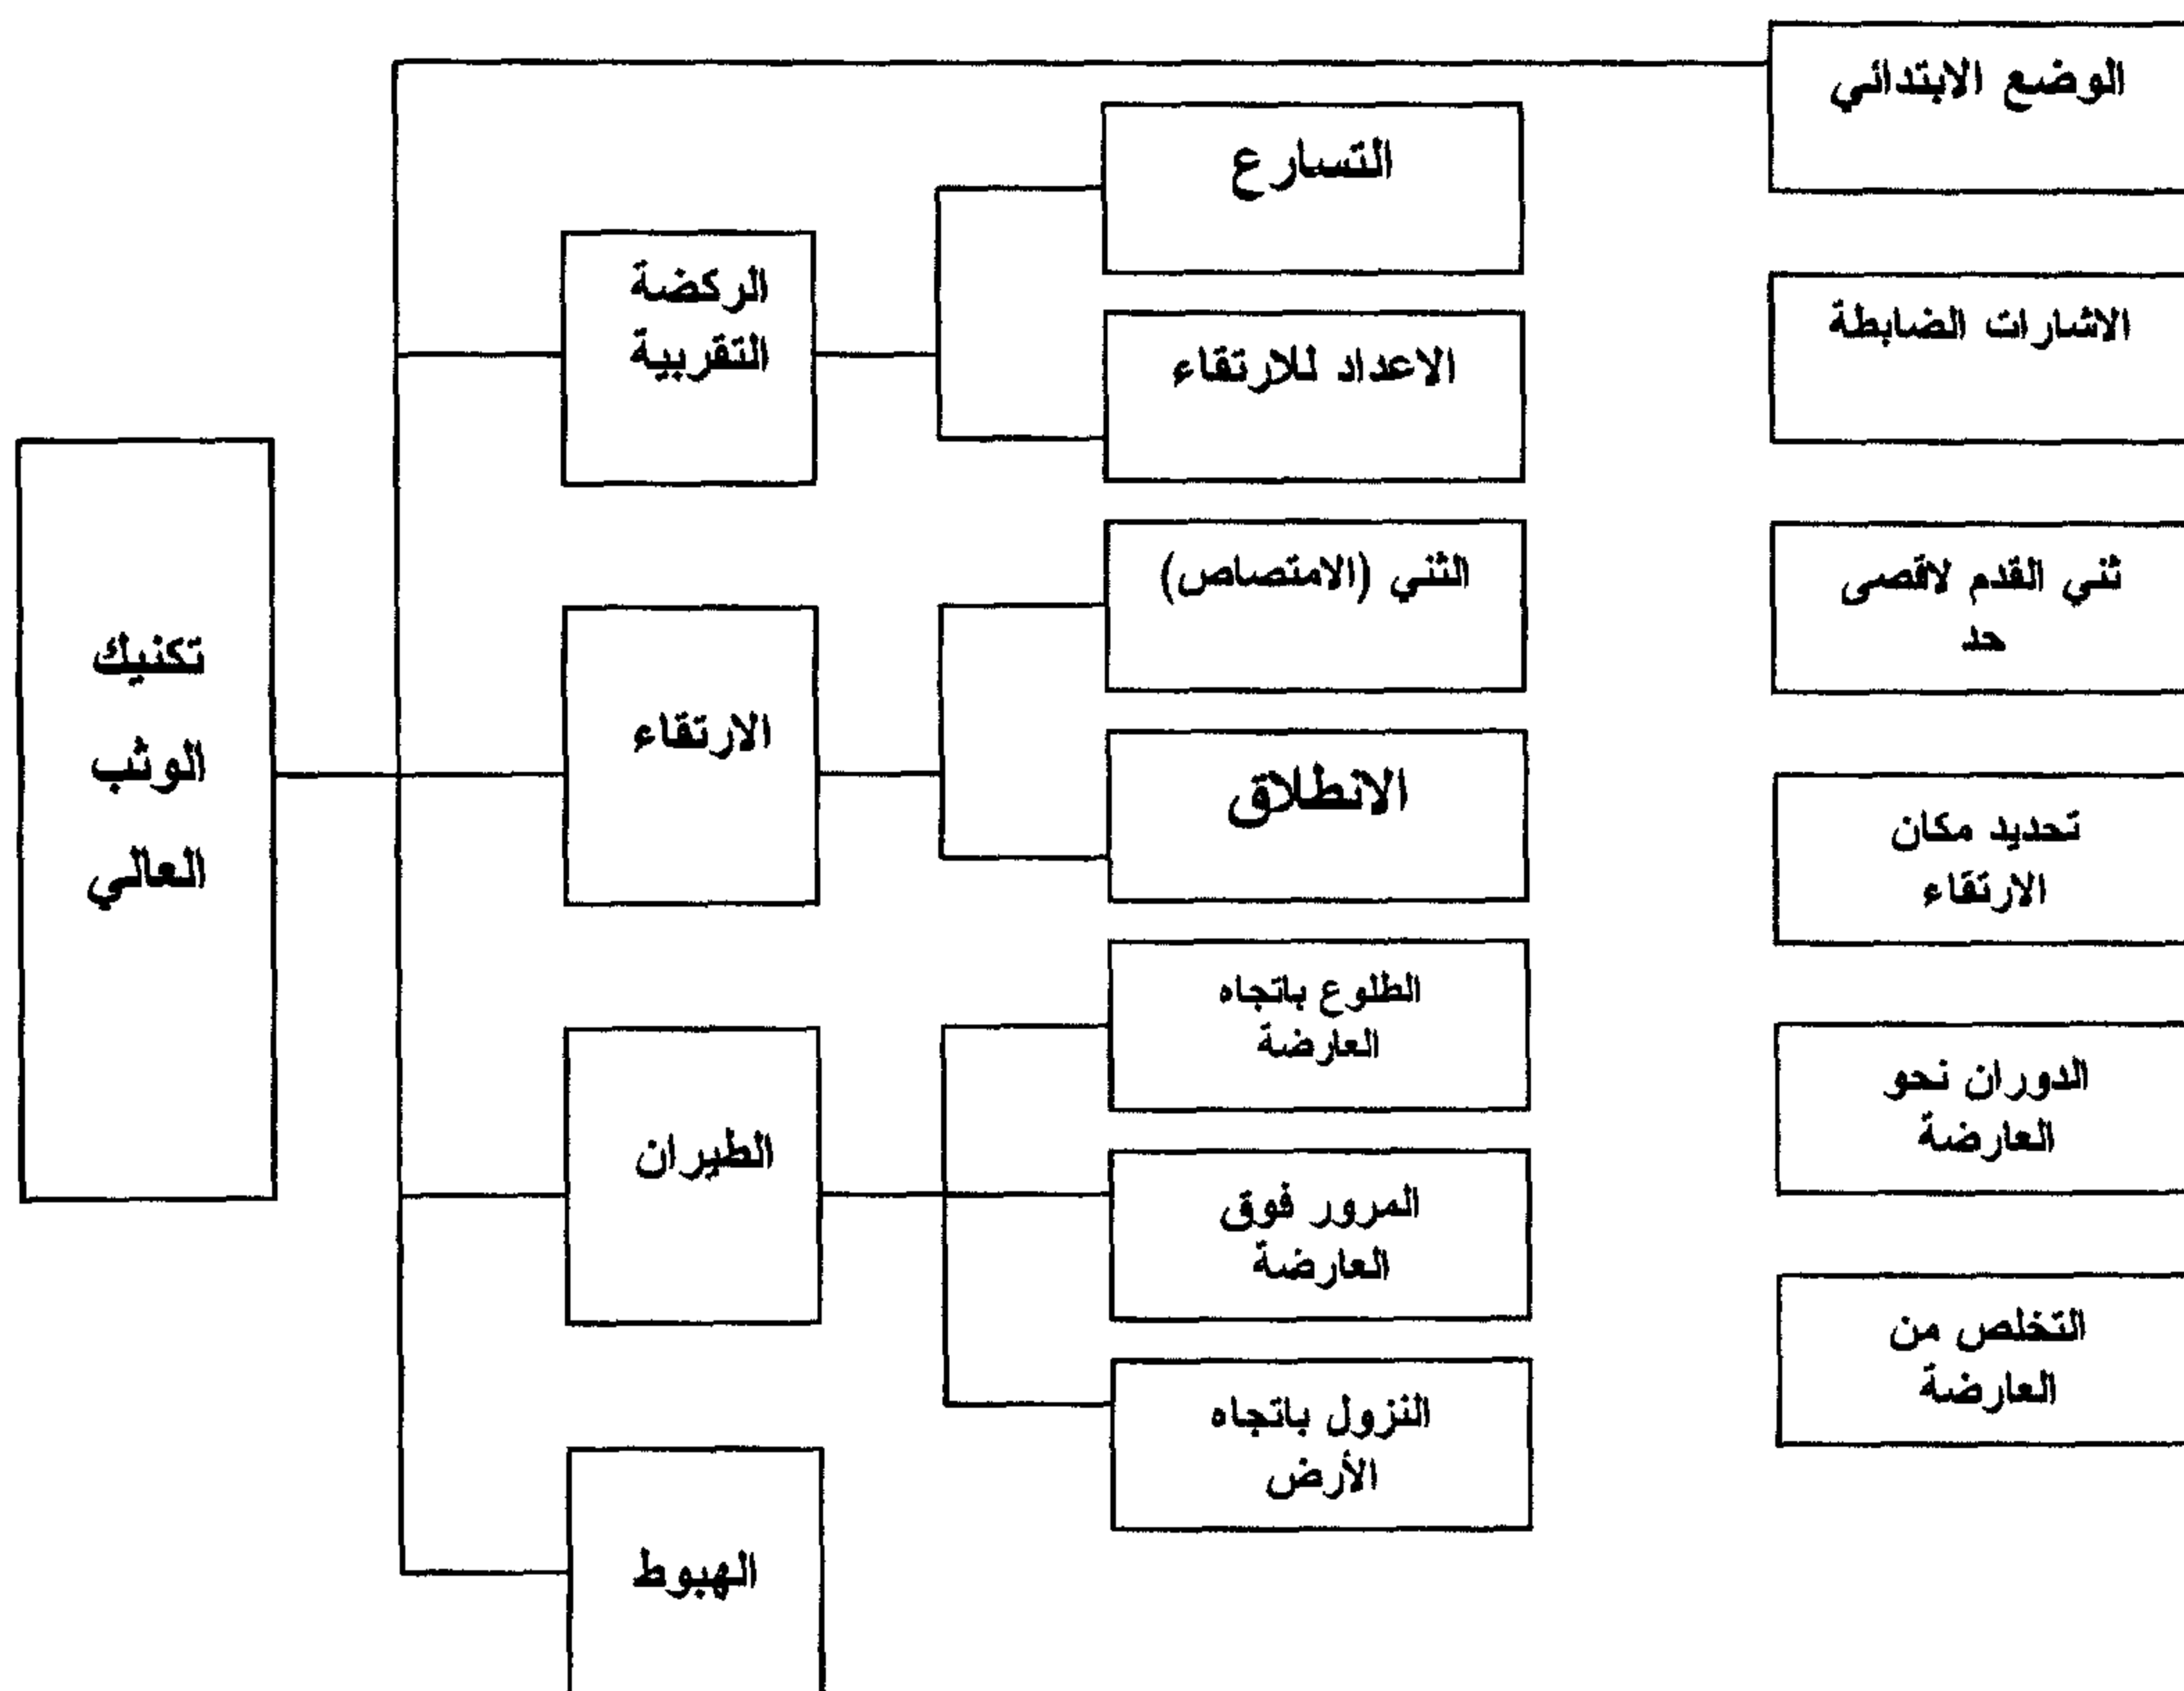 تكنيك
الوثب
العالي
الركضة
التقربية
الارتقاء
الطيران
الهبوط
التسارع
الاعداد للارتقاء
الثني (الامتصاص)
الانطلاق
الطلوع باتجاه
العارضة
المرور فوق
العارضة
النزول باتجاه
الأرض
الوضع الابتدائي
الاشارات الضابطة
ثني القدم لاقصى
حد
تحديد مكان
الارتقاء
الدوران نحو
العارضة
التخلص من
العارضة